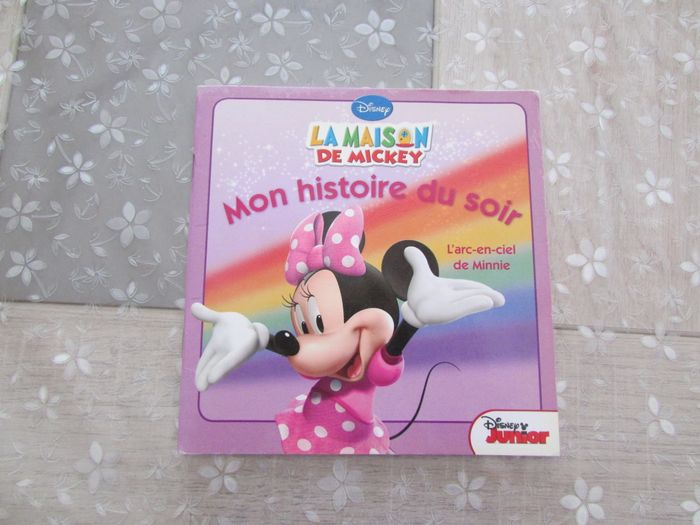 Disney
LA MAISON
DE MICKEY
Mon histoire du soir
L'arc-en-ciel
de Minnie
Disney
Junior